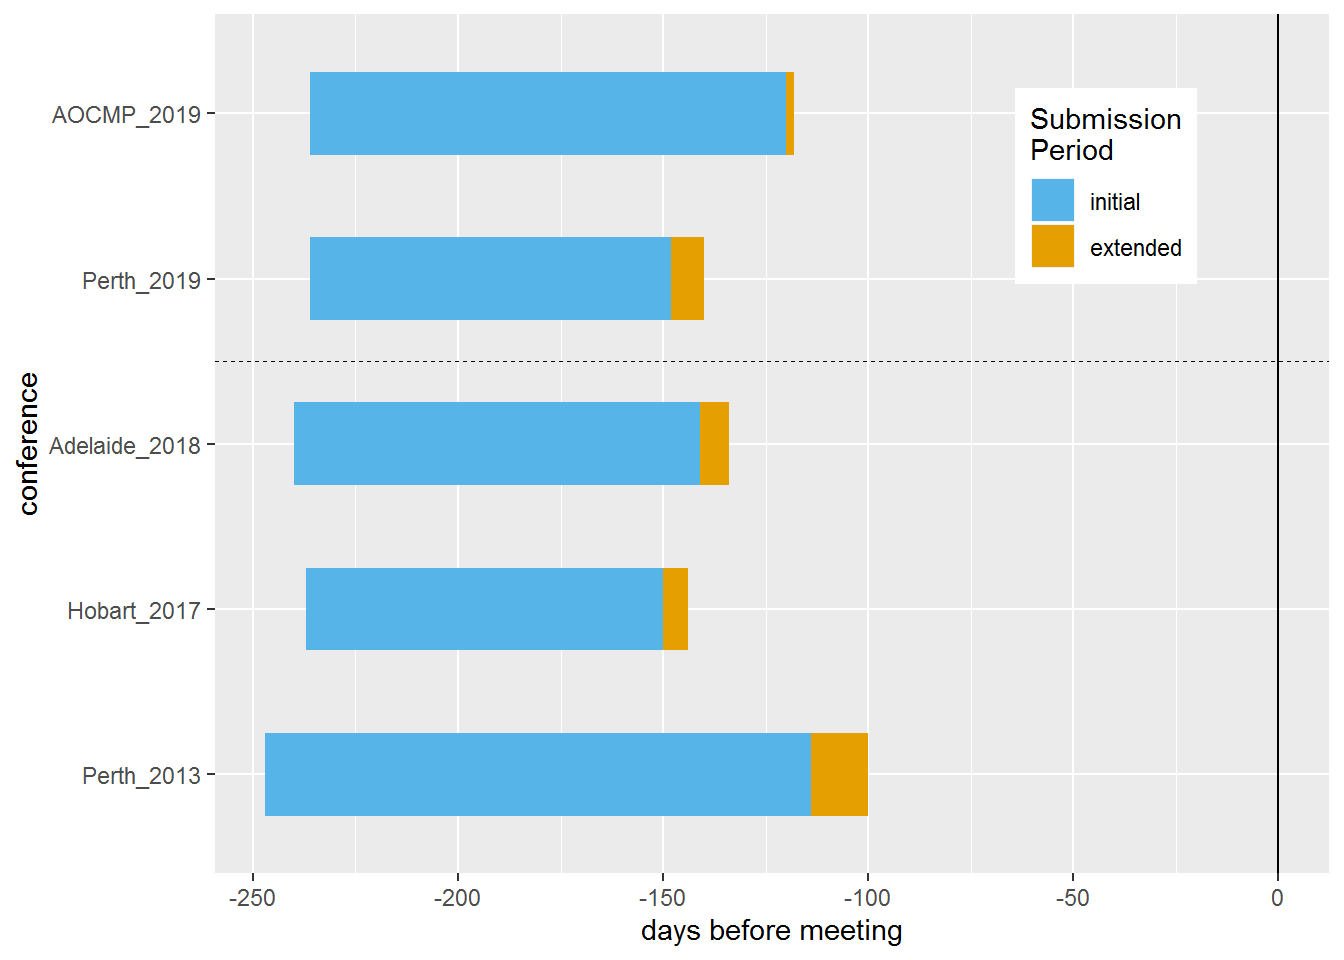 AOCMP_2019
Perth_2019
Adelaide_2018
Hobart_2017
Perth_2013
conference
Submission
Period
initial
extended
-250
-200
-150
-100
-50
0
days before meeting